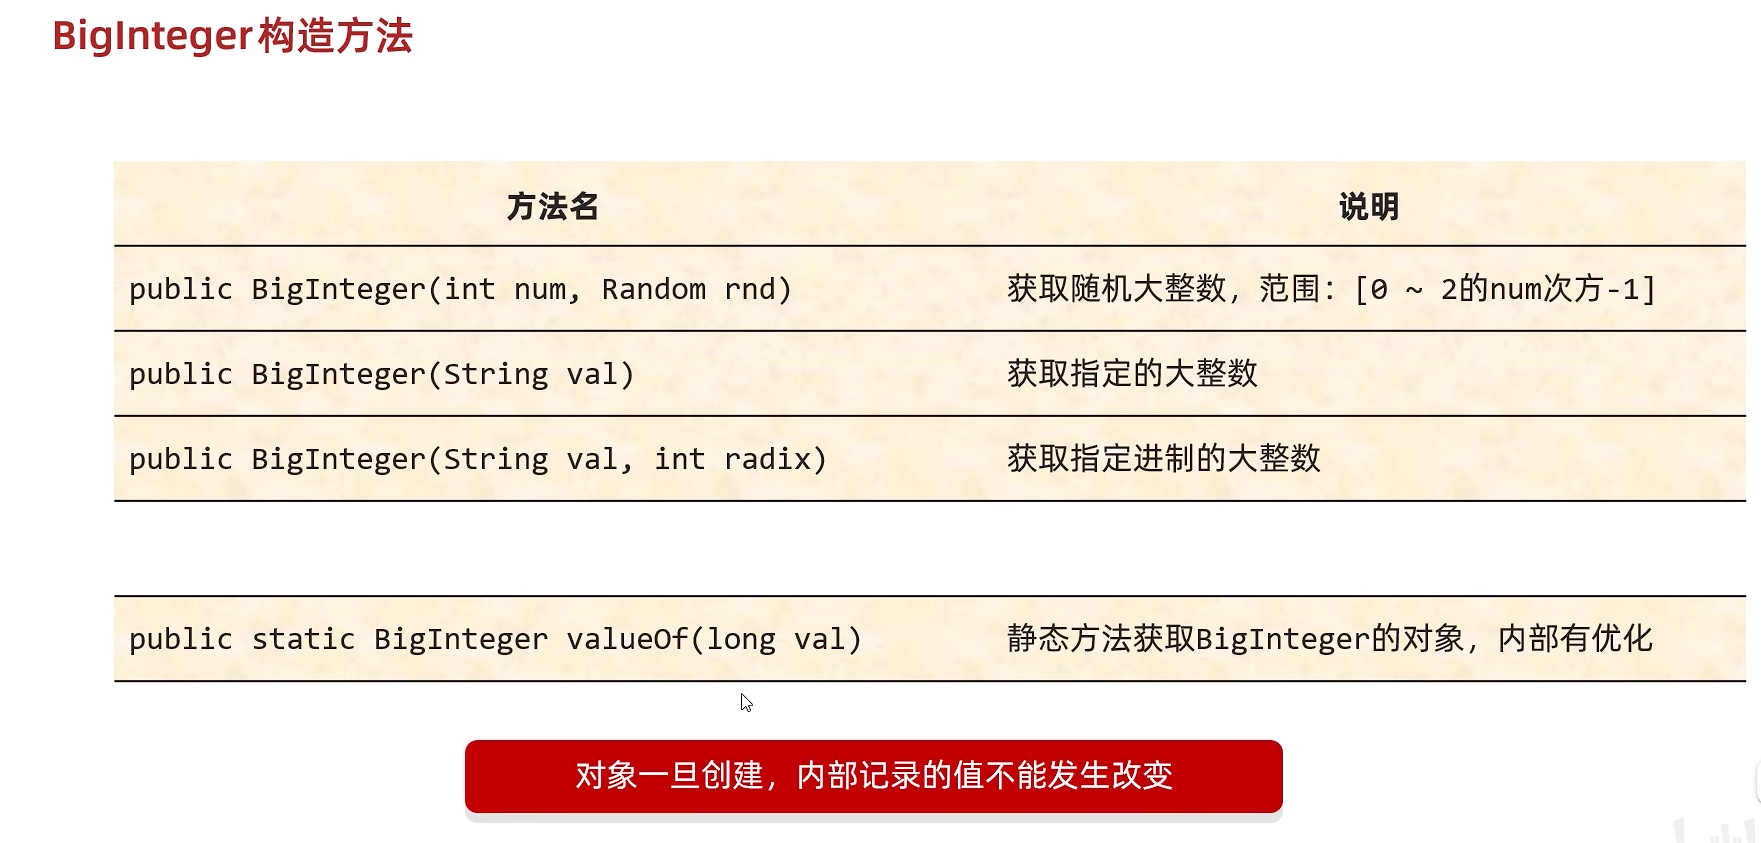 BigInteger构造方法
方法名 说明
public BigInteger(int num, Random rnd) 获取随机大整数，范围：[0 ~ 2的num次方-1]
public BigInteger(String val) 获取指定的大整数
public BigInteger(String val, int radix) 获取指定进制的大整数
public static BigInteger valueOf(long val) 静态方法获取BigInteger的对象，内部有优化
对象一旦创建，内部记录的值不能发生改变